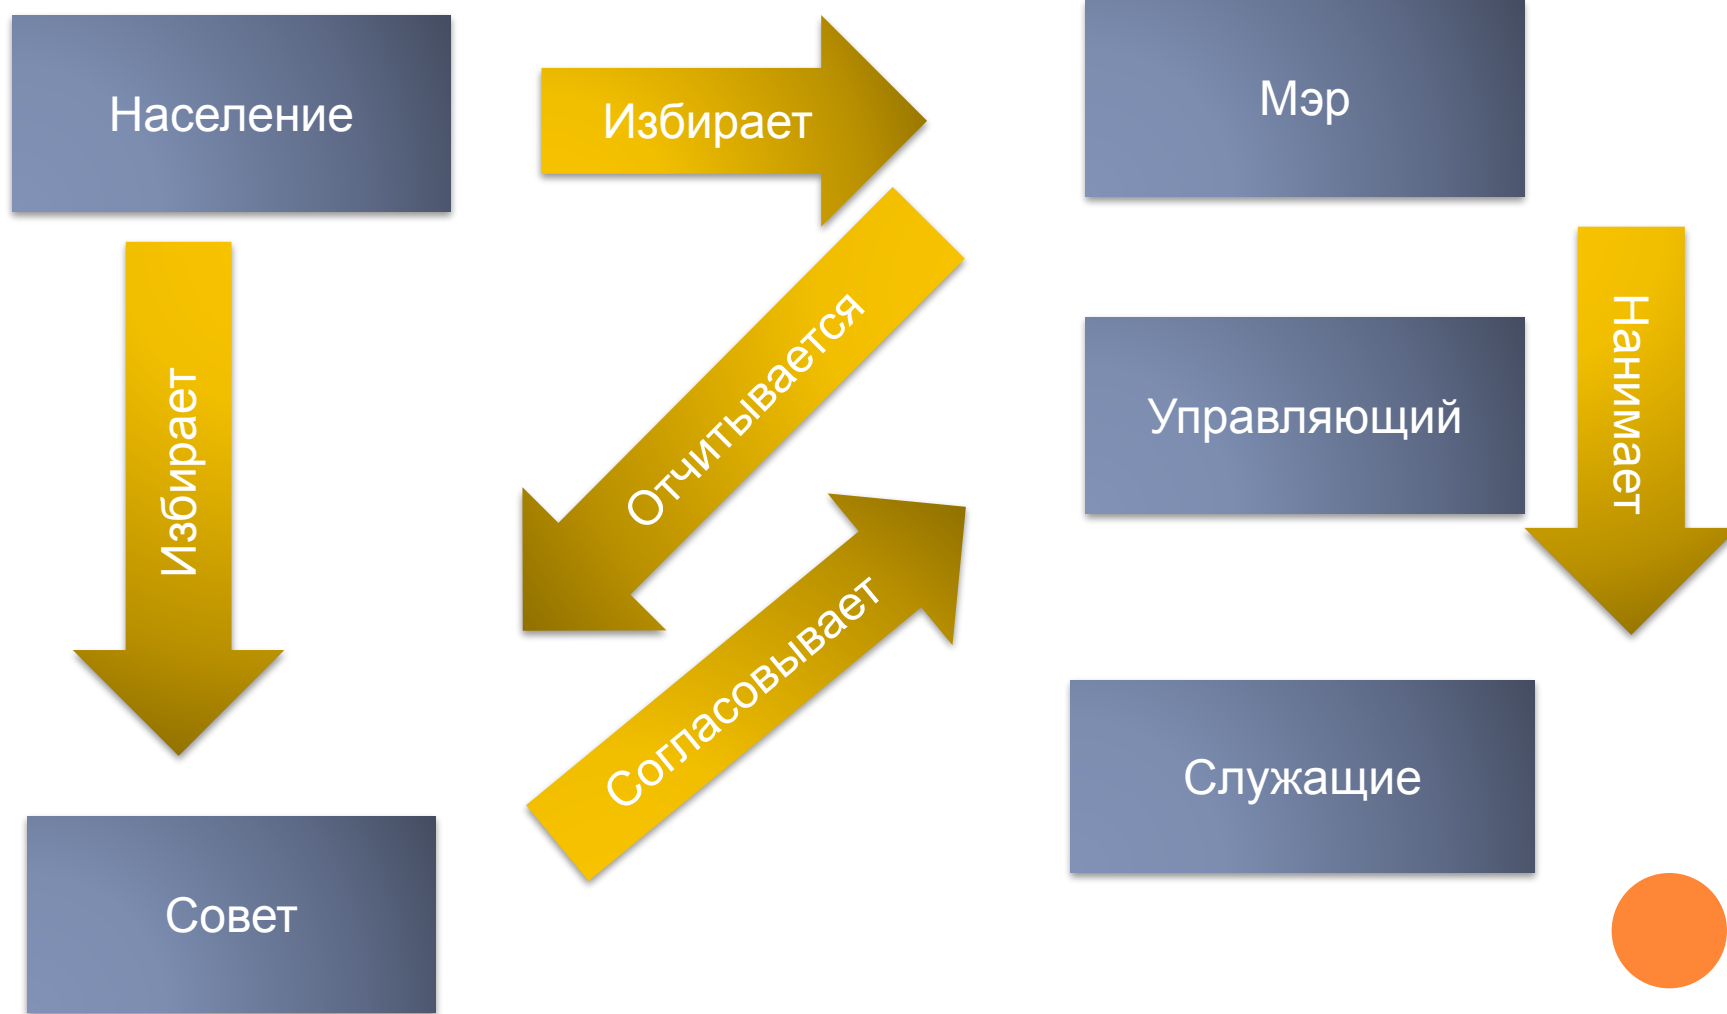 Население
Избирает
Мэр
Отчитывается
Нанимает
Избирает
Управляющий
Согласовывает
Служащие
Совет